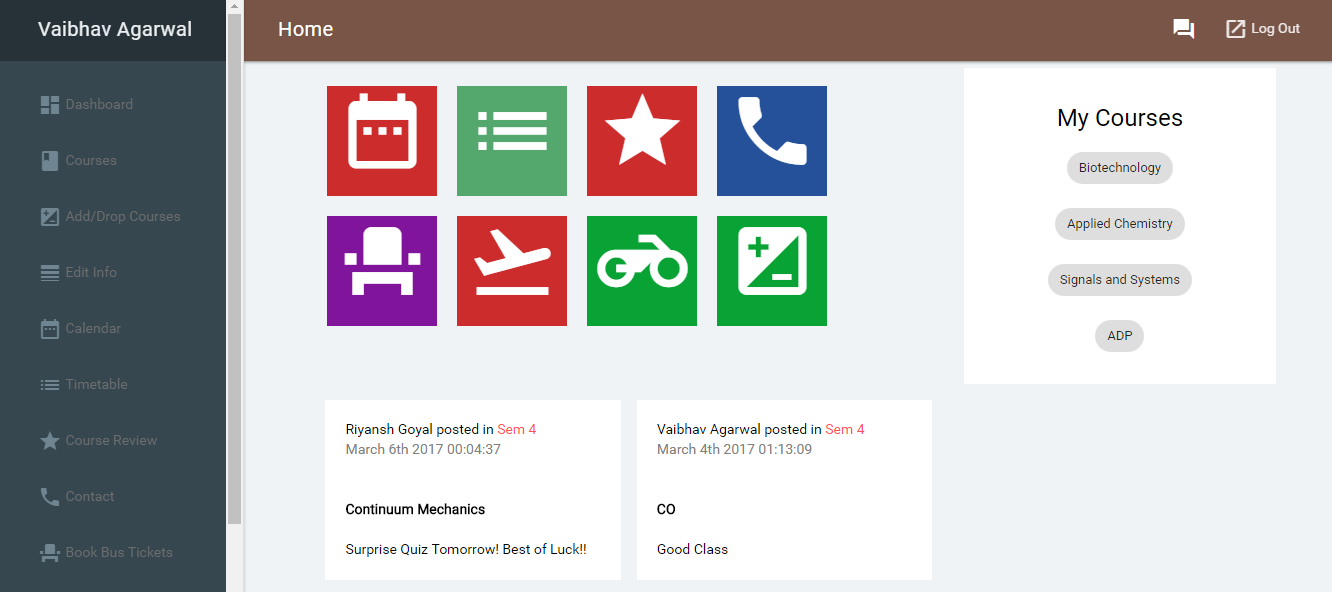 Vaibhav Agarwal
Dashboard
Courses
Add/Drop Courses
Edit Info
Calendar
Timetable
Course Review
Contact
Book Bus Tickets
Home
Log Out
My Courses
Biotechnology
Applied Chemistry
Signals and Systems
ADP
Riyansh Goyal posted in Sem 4
March 6th 2017 00:04:37
Continuum Mechanics
Surprise Quiz Tomorrow! Best of Luck!!
Vaibhav Agarwal posted in Sem 4
March 4th 2017 01:13:09
CO
Good Class